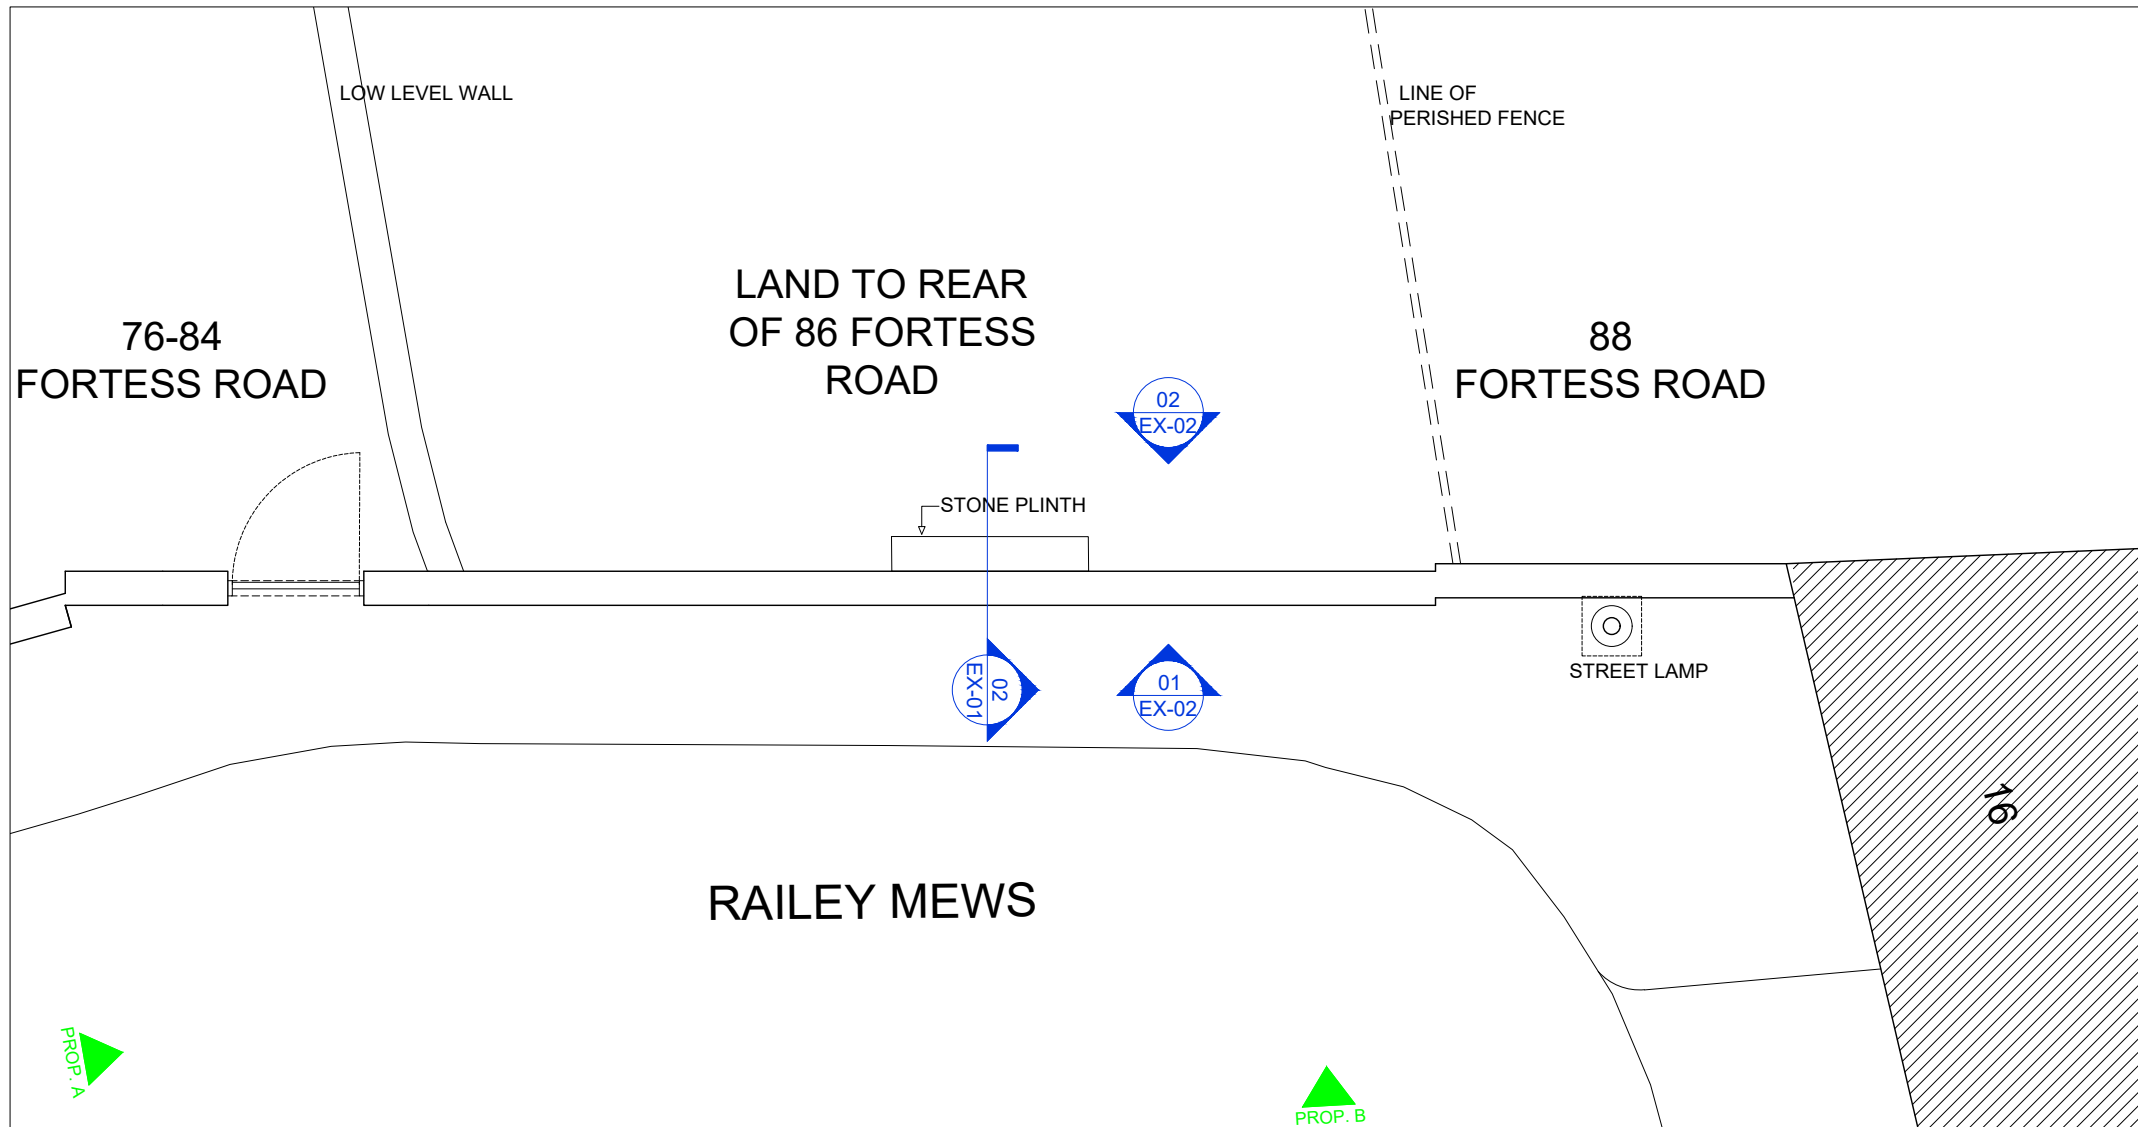 LOW LEVEL WALL
LINE OF
PERISHED FENCE
LAND TO REAR
OF 86 FORTESS
ROAD
76-84
FORTESS ROAD
88
FORTESS ROAD
02
EX-02
STONE PLINTH
02
EX-01
01
EX-02
STREET LAMP
16
RAILEY MEWS
PROP. A
PROP. B